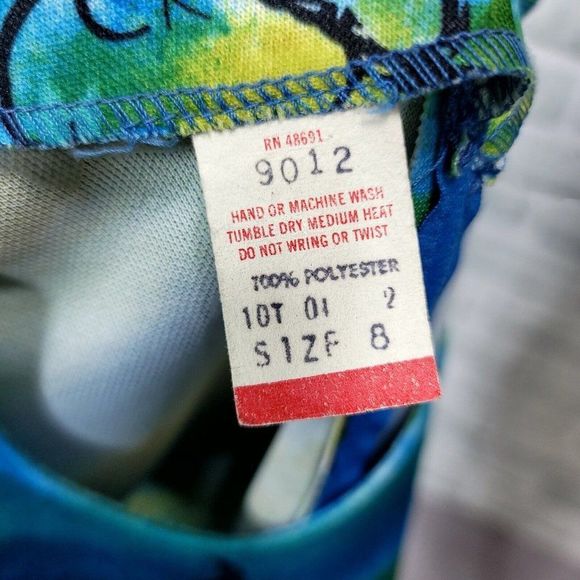 CK
RN 48691
9012
HAND OR MACHINE WASH
TUMBLE DRY MEDIUM HEAT
DO NOT WRING OR TWIST
100% POLYESTER
10T 01 2
SIZE 8